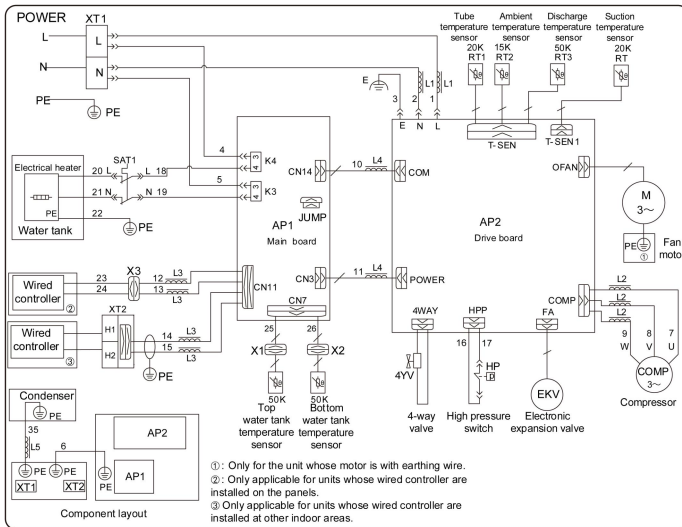 POWER
XT1
L
L
N
N
PE
PE
Tube temperature sensor
20K
RT1
Ambient temperature sensor
15K
RT2
Discharge temperature sensor
50K
RT3
Suction temperature sensor
20K
RT
E
3
2
L1
1
L1
E N L
T-SEN
T-SEN1
Electrical heater
SAT1
20 L
L 18
21 N
N 19
PE
22
PE
Water tank
4
5
3
4
K4
3
4
K3
CN14
10
L4
COM
JUMP
AP1
Main board
AP2
Drive board
OFAN
M
3~
PE
①
Fan
moto
CN3
11
L4
POWER
CN11
CN7
Wired
controller
②
23
24
X3
12
L3
13
L3
XT2
Wired
controller
③
H1
H2
14
L3
15
L3
PE
25
26
X1
X2
50K
50K
Top
water tank
temperature
sensor
Bottom
water tank
temperature
sensor
4WAY
HPP
FA
COMP
4YV
16
17
HP
P
EKV
4-way
valve
High pressure
switch
Electronic
expansion valve
L2
L2
L2
9
8
7
W
V
U
COMP
3~
Compressor
Condenser
PE
35
L5
6
PE
PE
XT1
XT2
PE
AP2
AP1
Component layout
①: Only for the unit whose motor is with earthing wire.
②: Only applicable for units whose wired controller are
installed on the panels.
③ Only applicable for units whose wired controller are
installed at other indoor areas.